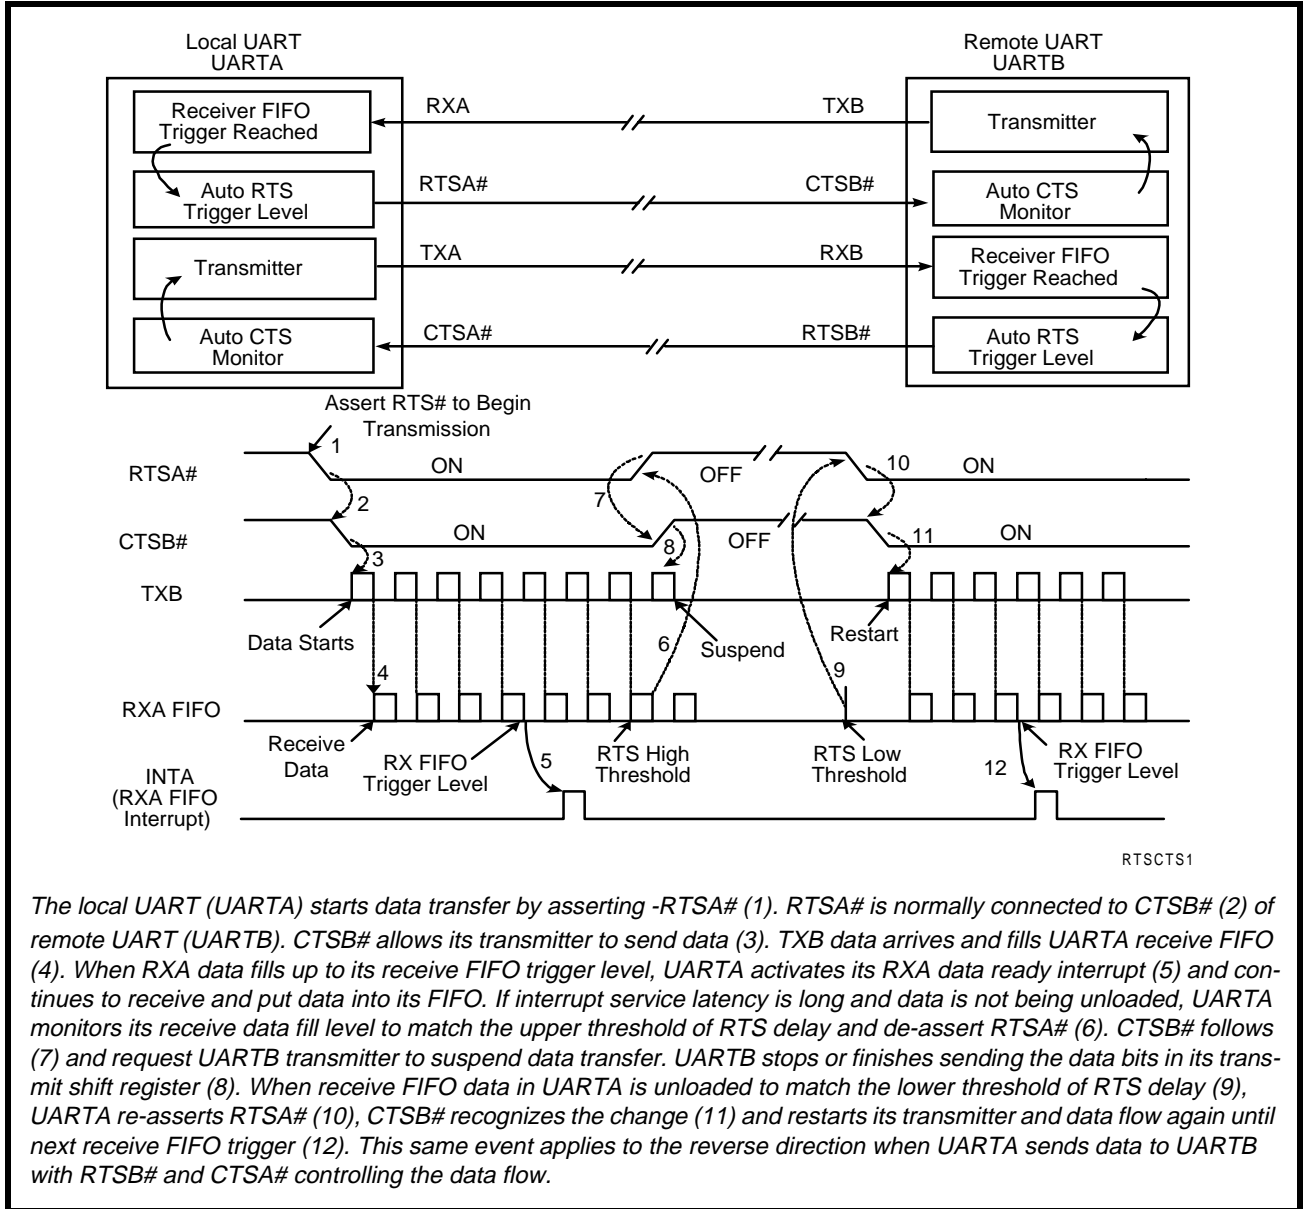 Local UART
UARTA
Remote UART
UARTB
Receiver FIFO
Trigger Reached
RXA
TXB
Transmitter
Auto RTS
Trigger Level
RTSA#
CTSB#
Auto CTS
Monitor
Transmitter
TXA
RXB
Receiver FIFO
Trigger Reached
Auto CTS
Monitor
CTSA#
RTSB#
Auto RTS
Trigger Level
Assert RTS# to Begin
Transmission
1
RTSA#
ON
OFF
10
ON
2
7
CTSB#
ON
8
OFF
11
ON
3
TXB
Data Starts
6
Suspend
Restart
4
9
RXA FIFO
Receive
Data
RX FIFO
Trigger Level
5
RTS High
Threshold
RTS Low
Threshold
12
RX FIFO
Trigger Level
INTA
(RXA FIFO
Interrupt)
RTSCTS1
The local UART (UARTA) starts data transfer by asserting -RTSA# (1). RTSA# is normally connected to CTSB# (2) of
remote UART (UARTB). CTSB# allows its transmitter to send data (3). TXB data arrives and fills UARTA receive FIFO
(4). When RXA data fills up to its receive FIFO trigger level, UARTA activates its RXA data ready interrupt (5) and con-
tinues to receive and put data into its FIFO. If interrupt service latency is long and data is not being unloaded, UARTA
monitors its receive data fill level to match the upper threshold of RTS delay and de-assert RTSA# (6). CTSB# follows
(7) and request UARTB transmitter to suspend data transfer. UARTB stops or finishes sending the data bits in its trans-
mit shift register (8). When receive FIFO data in UARTA is unloaded to match the lower threshold of RTS delay (9),
UARTA re-asserts RTSA# (10), CTSB# recognizes the change (11) and restarts its transmitter and data flow again until
next receive FIFO trigger (12). This same event applies to the reverse direction when UARTA sends data to UARTB
with RTSB# and CTSA# controlling the data flow.